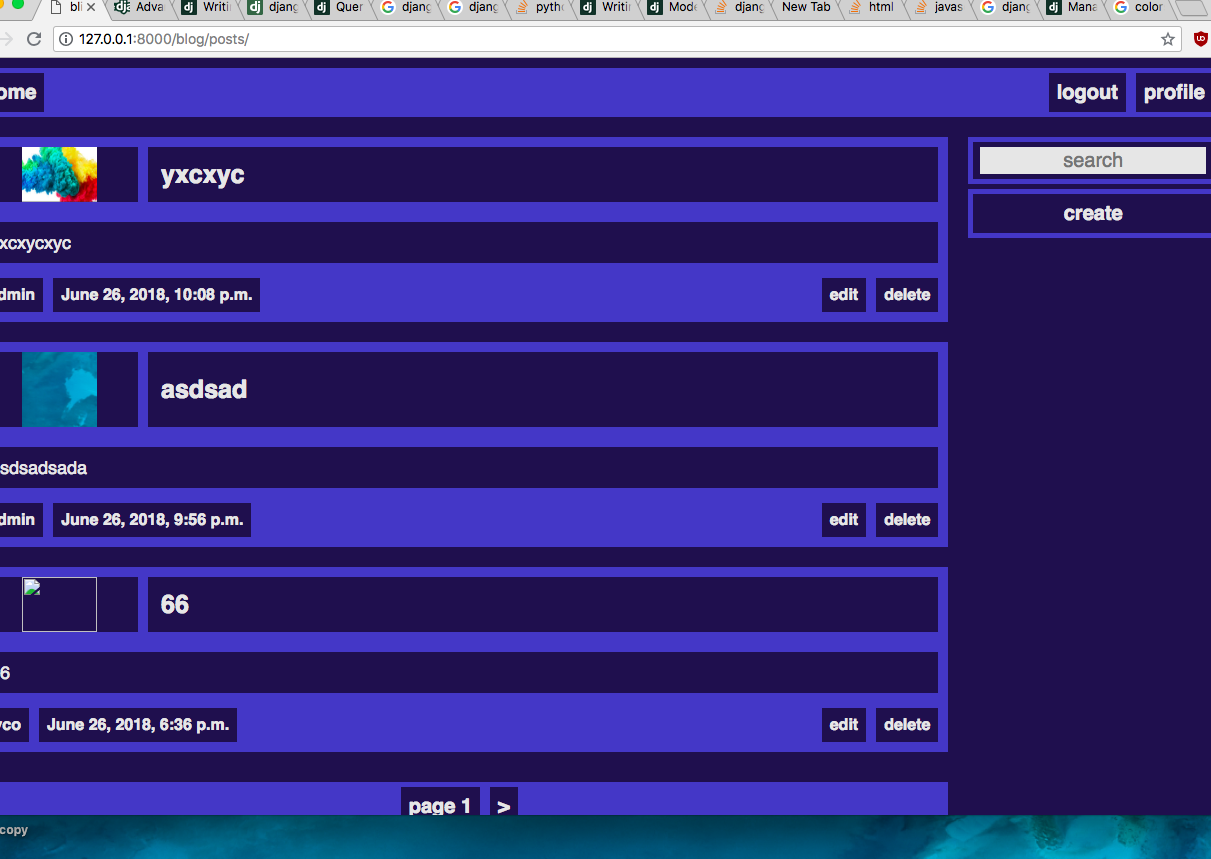 bl Adva Writi djang Quer djang djang pyth Writi Mode djang New Tab html javas djang Mana color
127.0.0.1:8000/blog/posts/
ome logout profile
yxcxyc search
create
xcxycxyc
dmin June 26, 2018, 10:08 p.m. edit delete
asdsad
sdsadsada
dmin June 26, 2018, 9:56 p.m. edit delete
66
6
co June 26, 2018, 6:36 p.m. edit delete
page 1 >
copy